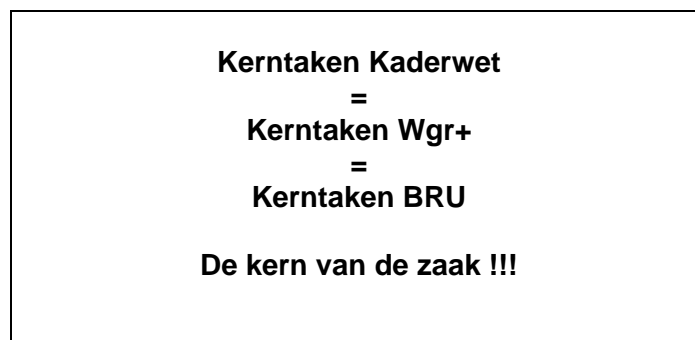 Kerntaken Kaderwet
=
Kerntaken Wgr+
=
Kerntaken BRU
De kern van de zaak !!!